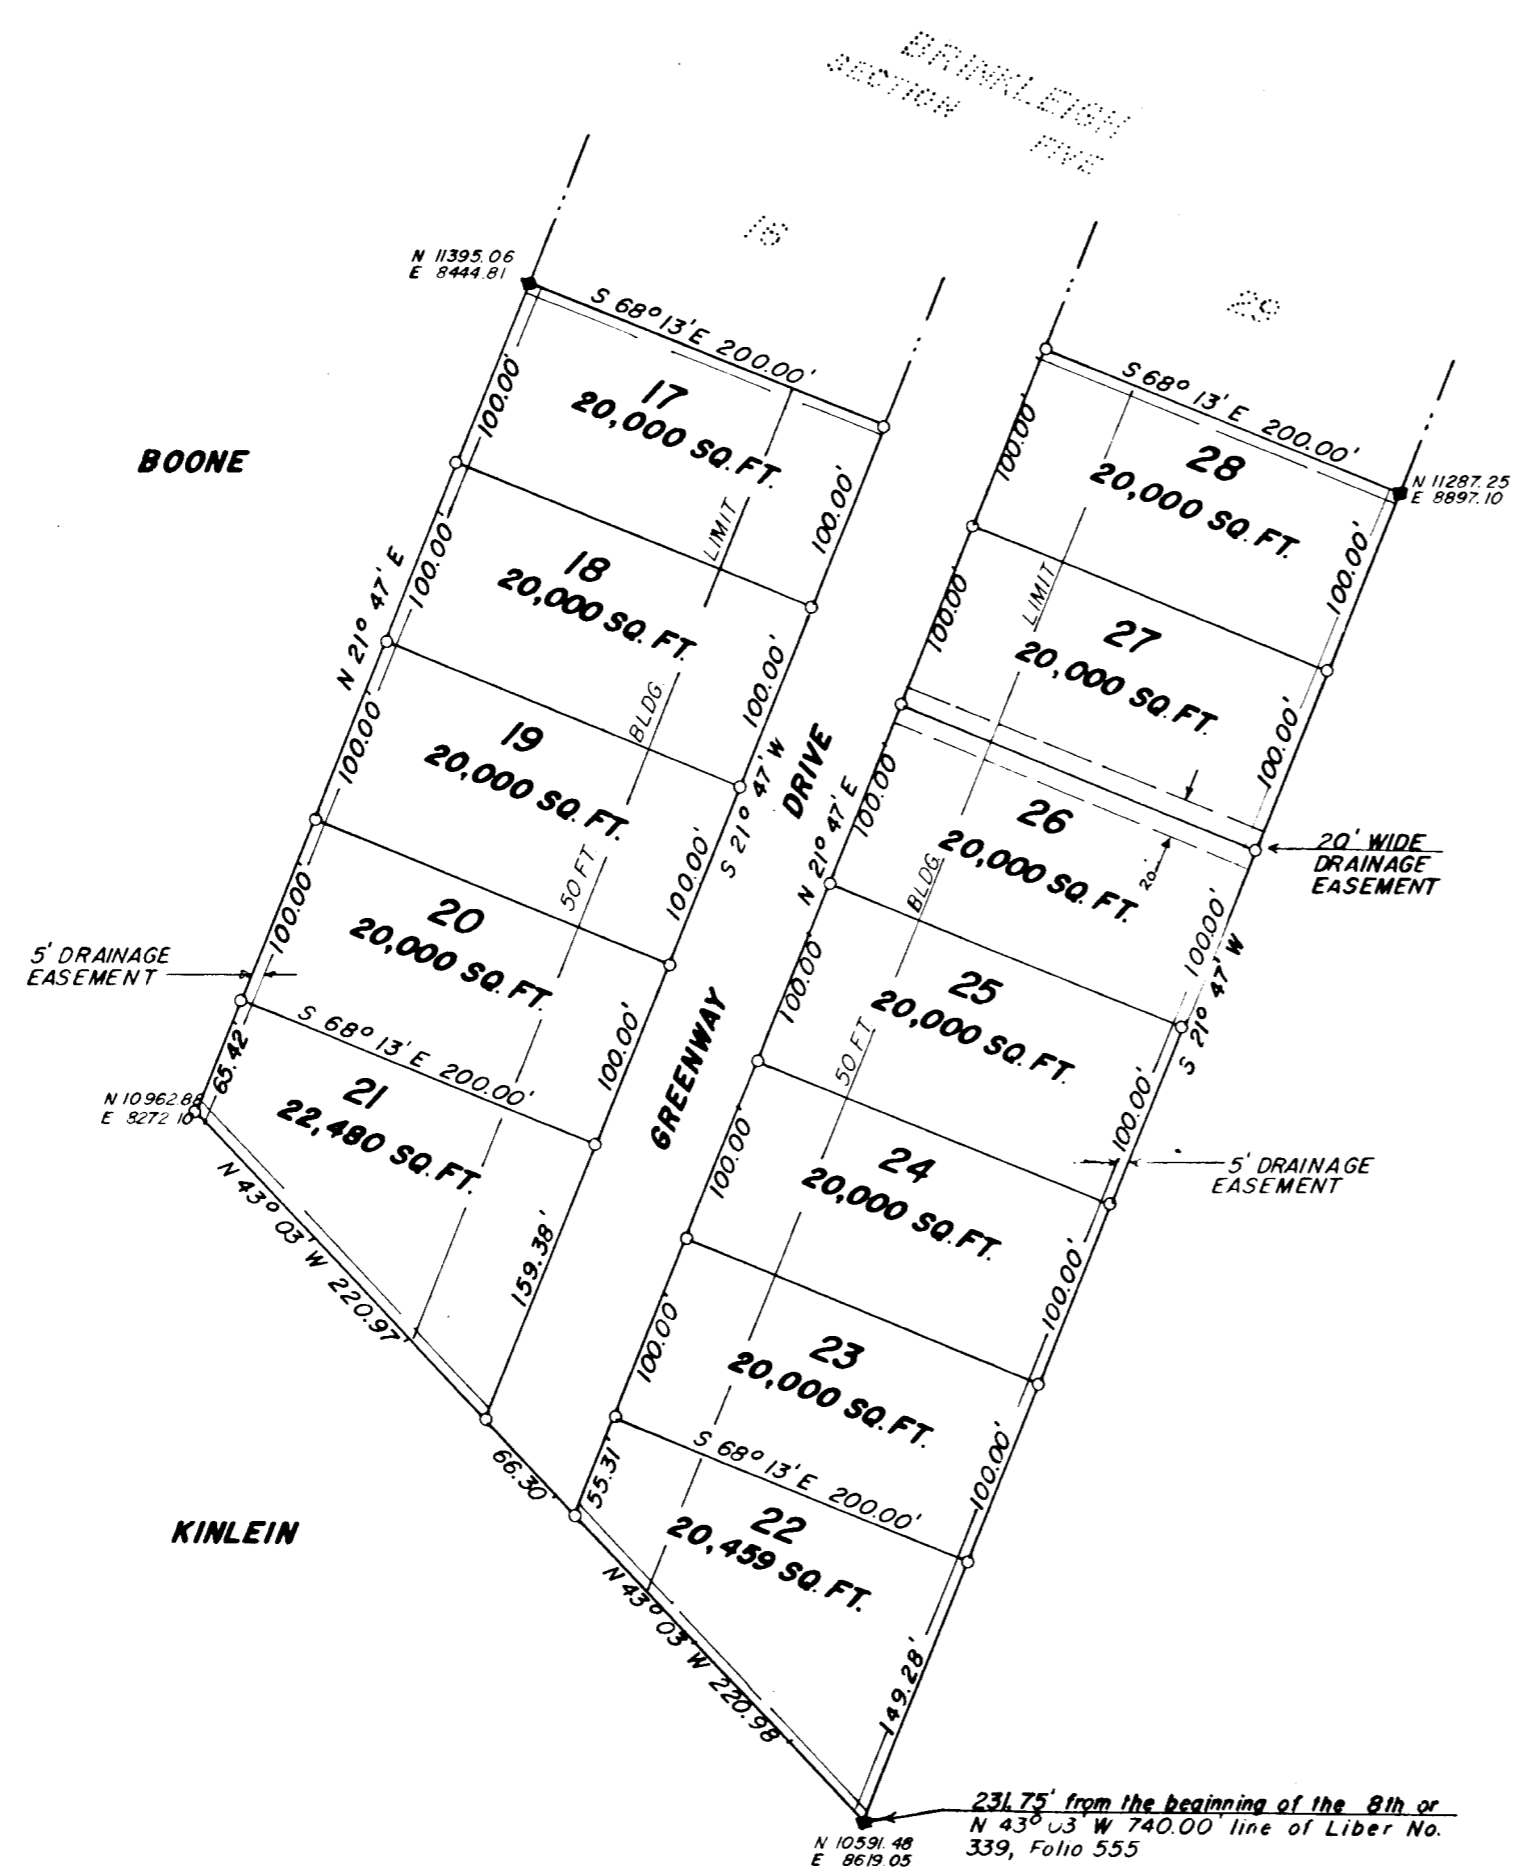 BRINKLEIGH
SECTION FIVE
16
29
N 11395.06
E 8444.81
S 68° 13' E 200.00'
17
20,000 SQ. FT.
100.00'
100.00'
LIMIT
BOONE
18
20,000 SQ. FT.
100.00'
100.00'
N 21° 47' E
BLDG.
19
20,000 SQ. FT.
100.00'
100.00'
S 21° 47' W
50 FT.
20
20,000 SQ. FT.
100.00'
100.00'
5' DRAINAGE
EASEMENT
S 68° 13' E 200.00'
21
22,480 SQ. FT.
65.42'
159.38'
N 10962.88
E 8272.10
N 43° 03' W 220.97'
66.30'
GREENWAY DRIVE
S 68° 13' E 200.00'
28
20,000 SQ. FT.
100.00'
100.00'
N 11287.25
E 8897.10
LIMIT
27
20,000 SQ. FT.
100.00'
100.00'
20' WIDE
DRAINAGE
EASEMENT
26
20,000 SQ. FT.
20'
100.00'
100.00'
N 21° 47' E
BLDG.
S 21° 47' W
25
20,000 SQ. FT.
100.00'
100.00'
50 FT.
5' DRAINAGE
EASEMENT
24
20,000 SQ. FT.
100.00'
100.00'
23
20,000 SQ. FT.
100.00'
100.00'
S 68° 13' E 200.00'
22
20,459 SQ. FT.
55.31'
149.28'
N 43° 03' W 220.98
KINLEIN
231.75' from the beginning of the 8th or
N 43° 03' W 740.00' line of Liber No.
339, Folio 555
N 10591.48
E 8619.05